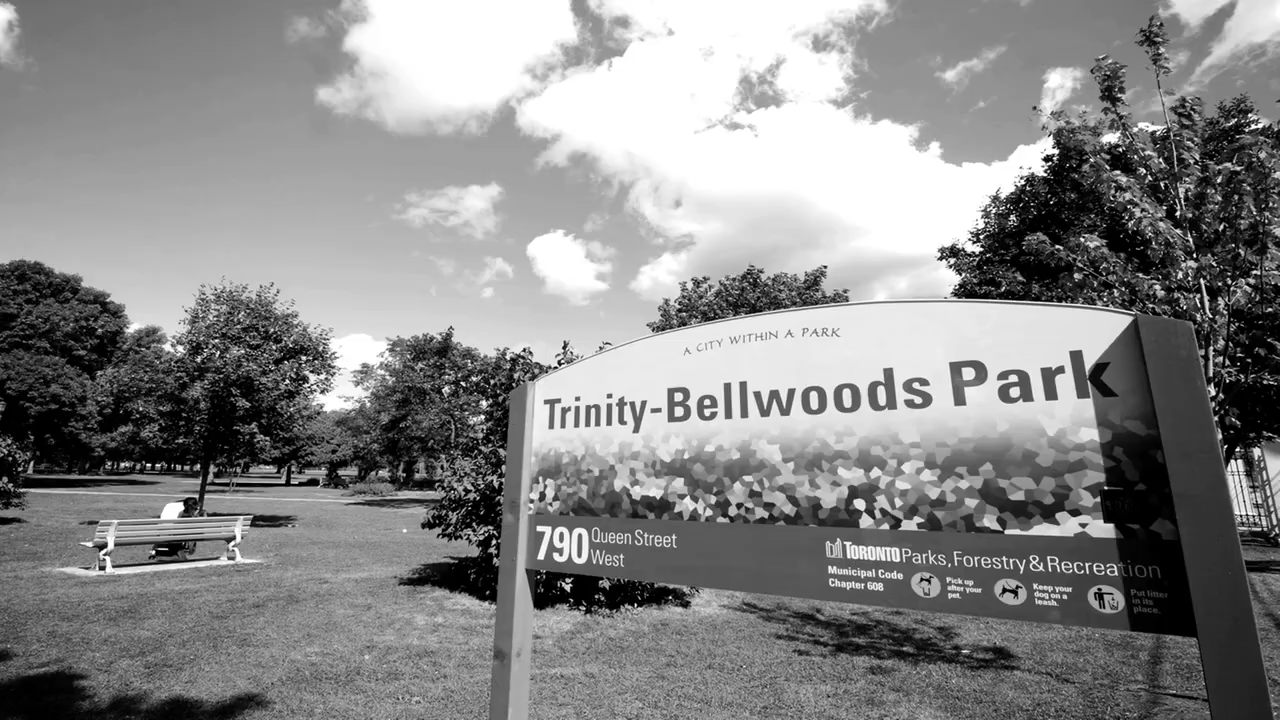 A CITY WITHIN A PARK
Trinity-Bellwoods Park
790 Queen Street
West
TORONTO Parks, Forestry & Recreation
Municipal Code
Chapter 608
Pick up
after your
pet.
Keep your
dog on a
leash.
Put litter
in its
place.